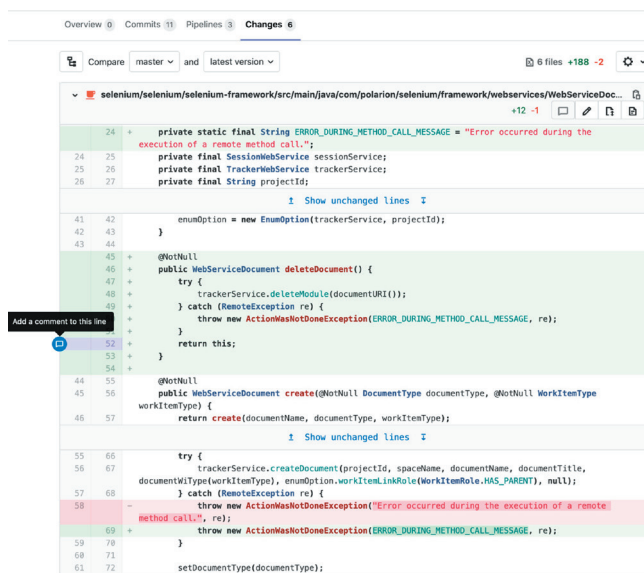 Overview 0 Commits 11 Pipelines 3 Changes 6
Compare master and latest version 6 files +188 -2
selenium/selenium/selenium-framework/src/main/java/com/polarion/selenium/framework/webservices/WebServiceDoc...
+12 -1
24 + private static final String ERROR_DURING_METHOD_CALL_MESSAGE = "Error occurred during the
execution of a remote method call.";
24 25 private final SessionWebService sessionService;
25 26 private final TrackerWebService trackerService;
26 27 private final String projectId;
Show unchanged lines
41 42 enumOption = new EnumOption(trackerService, projectId);
42 43 }
43 44
45 + @NotNull
46 + public WebServiceDocument deleteDocument() {
47 + try {
48 + trackerService.deleteModule(documentURI());
49 + } catch (RemoteException re) {
Add a comment to this line
throw new ActionWasNotDoneException(ERROR_DURING_METHOD_CALL_MESSAGE, re);
+ }
52 + return this;
53 + }
54 +
44 55 @NotNull
45 56 public WebServiceDocument create(@NotNull DocumentType documentType, @NotNull WorkItemType
workItemType) {
46 57 return create(documentName, documentType, workItemType);
Show unchanged lines
55 66 try {
56 67 trackerService.createDocument(projectId, spaceName, documentName, documentTitle,
documentWiType(workItemType), enumOption.workItemLinkRole(WorkItemRole.HAS_PARENT), null);
57 68 } catch (RemoteException re) {
58 - throw new ActionWasNotDoneException("Error occurred during the execution of a remote
method call.", re);
69 + throw new ActionWasNotDoneException(ERROR_DURING_METHOD_CALL_MESSAGE, re);
59 70 }
60 71
61 72 setDocumentType(documentType);